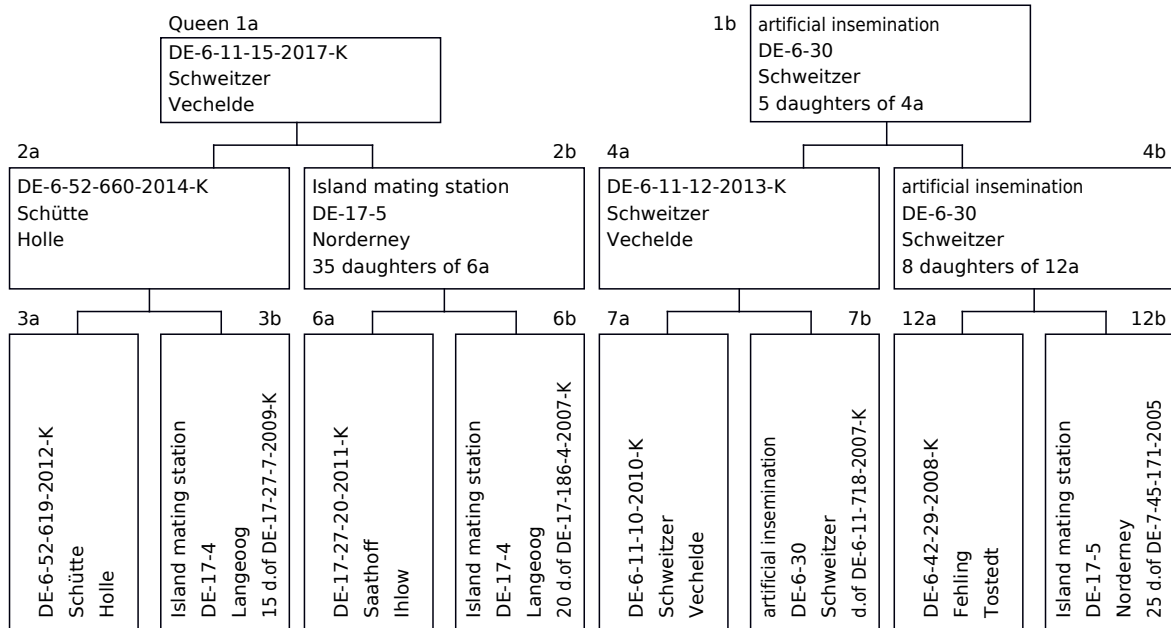 Queen 1a
DE-6-11-15-2017-K
Schweitzer
Vechelde
1b
artificial insemination
DE-6-30
Schweitzer
5 daughters of 4a
2a
DE-6-52-660-2014-K
Schütte
Holle
2b
Island mating station
DE-17-5
Norderney
35 daughters of 6a
4a
DE-6-11-12-2013-K
Schweitzer
Vechelde
4b
artificial insemination
DE-6-30
Schweitzer
8 daughters of 12a
3a
DE-6-52-619-2012-K
Schütte
Holle
3b
Island mating station
DE-17-4
Langeoog
15 d.of DE-17-27-7-2009-K
6a
DE-17-27-20-2011-K
Saathoff
Ihlow
6b
Island mating station
DE-17-4
Langeoog
20 d.of DE-17-186-4-2007-K
7a
DE-6-11-10-2010-K
Schweitzer
Vechelde
7b
artificial insemination
DE-6-30
Schweitzer
d.of DE-6-11-718-2007-K
12a
DE-6-42-29-2008-K
Fehling
Tostedt
12b
Island mating station
DE-17-5
Norderney
25 d.of DE-7-45-171-2005